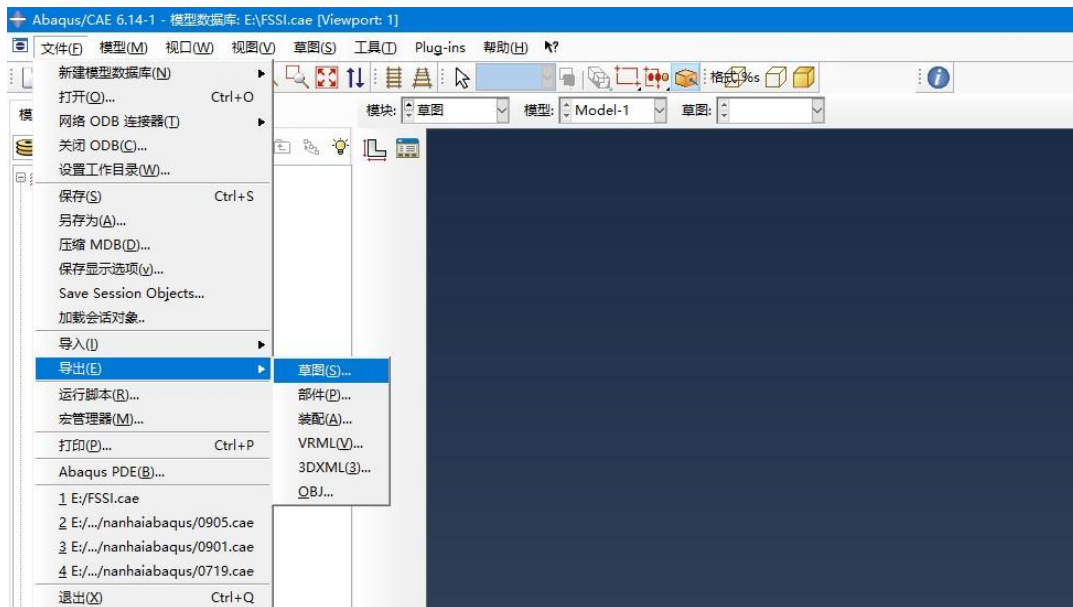 Abaqus/CAE 6.14-1 - 模型数据库: E:\FSSI.cae [Viewport: 1]
文件(F) 模型(M) 视口(W) 视图(V) 草图(S) 工具(T) Plug-ins 帮助(H)
新建模型数据库(N)
打开(O)... Ctrl+O
网络 ODB 连接器(T)
关闭 ODB(C)...
设置工作目录(W)...
保存(S) Ctrl+S
另存为(A)...
压缩 MDB(D)...
保存显示选项(v)...
Save Session Objects...
加载会话对象..
导入(I)
导出(E)
运行脚本(R)...
宏管理器(M)...
打印(P)... Ctrl+P
Abaqus PDE(B)...
1 E:/FSSI.cae
2 E:/.../nanhaiabaqus/0905.cae
3 E:/.../nanhaiabaqus/0901.cae
4 E:/.../nanhaiabaqus/0719.cae
退出(X) Ctrl+Q
草图(S)...
部件(P)...
装配(A)...
VRML(V)...
3DXML(3)...
OBJ...
模
模块: 草图 模型: Model-1 草图: